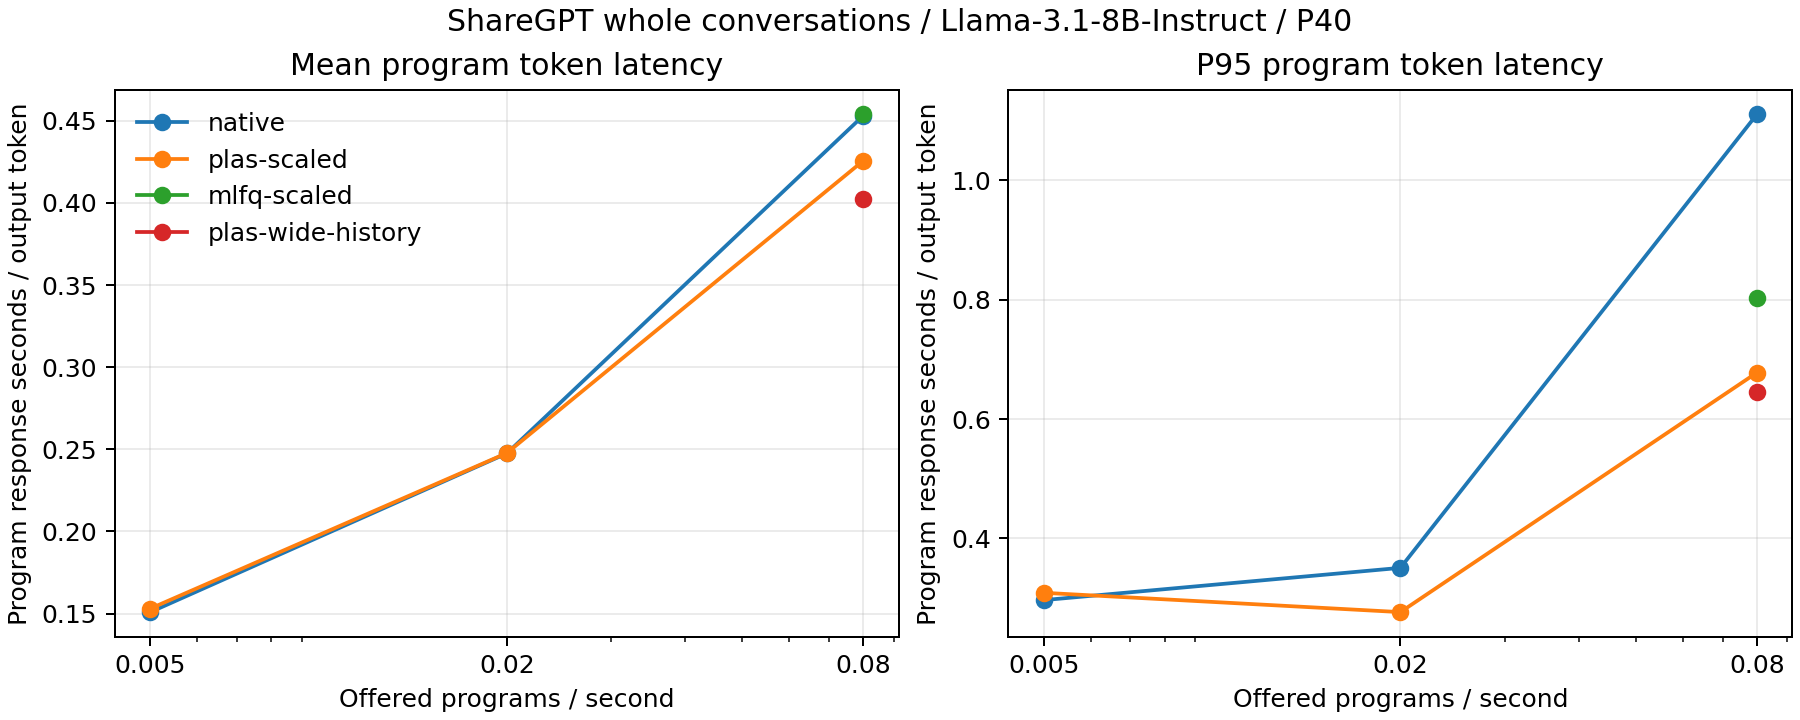 ShareGPT whole conversations / Llama-3.1-8B-Instruct / P40
Mean program token latency
Program response seconds / output token
0.45
0.40
0.35
0.30
0.25
0.20
0.15
native
plas-scaled
mlfq-scaled
plas-wide-history
0.005
0.02
0.08
Offered programs / second
P95 program token latency
Program response seconds / output token
1.0
0.8
0.6
0.4
0.005
0.02
0.08
Offered programs / second